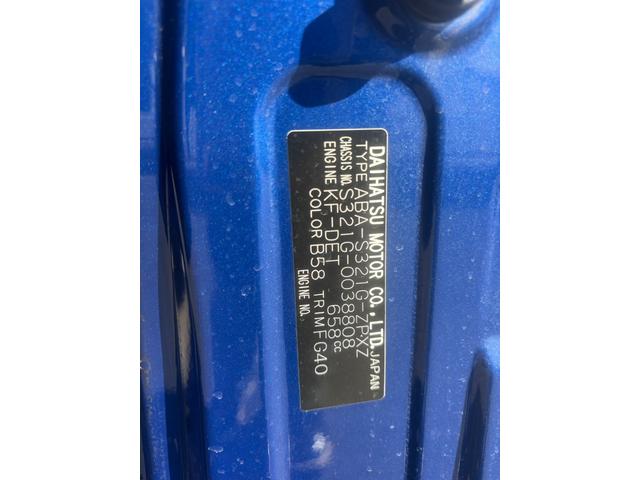 DAIHATSU MOTOR CO.,LTD.JAPAN
TYPE ABA-S321G-ZPXZ
CHASSIS NO. S321G-0038808
ENGINE KF-DET 658cc
COLOR B58 TRIM FG40
ENGINE NO.